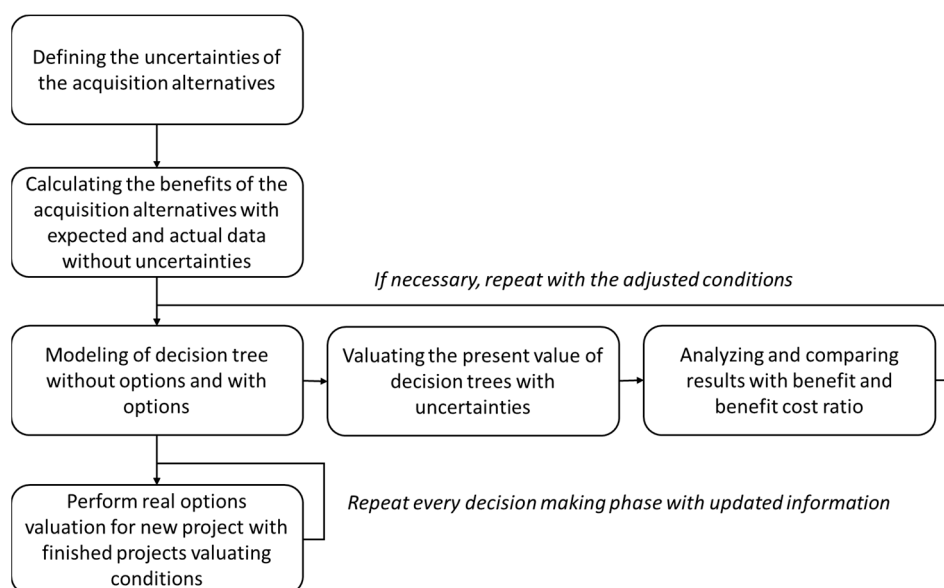 Defining the uncertainties of
the acquisition alternatives
Calculating the benefits of the
acquisition alternatives with
expected and actual data
without uncertainties
If necessary, repeat with the adjusted conditions
Modeling of decision tree
without options and with
options
Valuating the present value of
decision trees with
uncertainties
Analyzing and comparing
results with benefit and
benefit cost ratio
Perform real options
valuation for new project with
finished projects valuating
conditions
Repeat every decision making phase with updated information